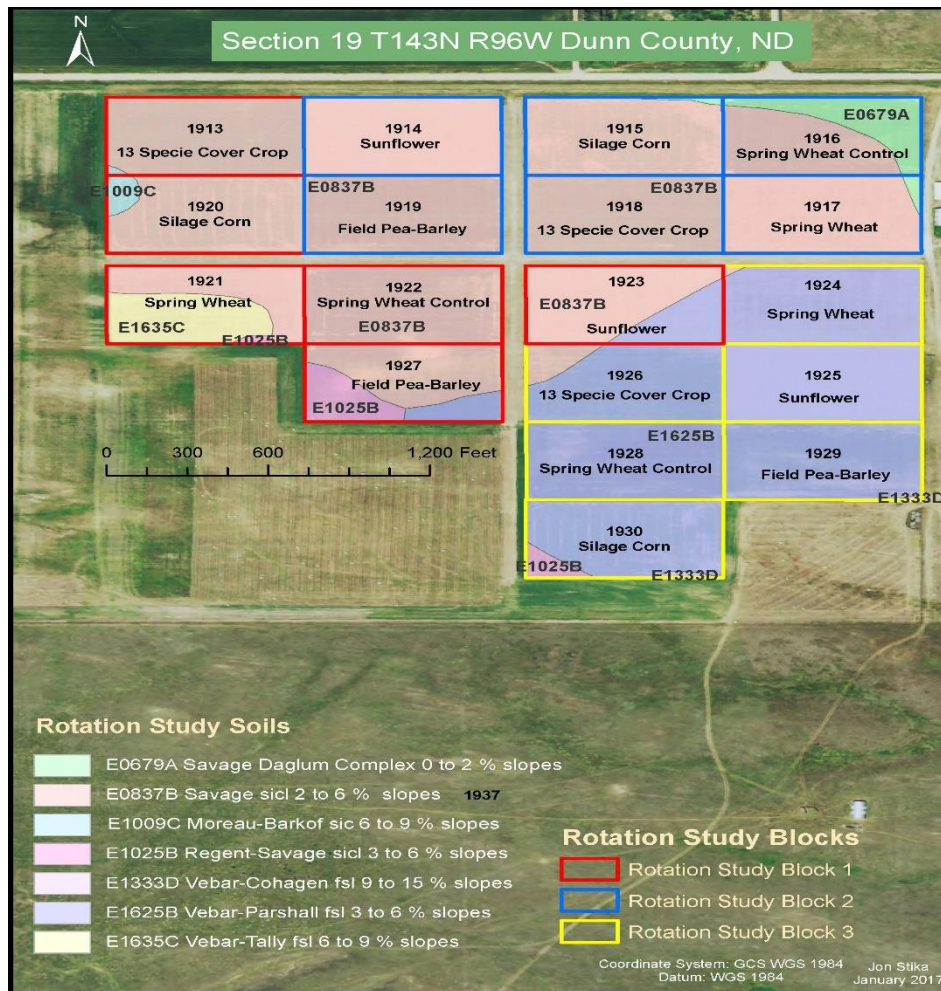 N
Section 19 T143N R96W Dunn County, ND
1913
13 Specie Cover Crop
1914
Sunflower
1915
Silage Corn
E0679A
1916
Spring Wheat Control
E1009C
1920
Silage Corn
E0837B
1919
Field Pea-Barley
E0837B
1918
13 Specie Cover Crop
1917
Spring Wheat
1921
Spring Wheat
E1635C
E1025B
1922
Spring Wheat Control
E0837B
1923
E0837B
Sunflower
1924
Spring Wheat
1927
Field Pea-Barley
E1025B
1926
13 Specie Cover Crop
1925
Sunflower
E1625B
1928
Spring Wheat Control
1929
Field Pea-Barley
E1333D
1930
Silage Corn
E1025B
E1333D
0 300 600 1,200 Feet
Rotation Study Soils
E0679A Savage Daglum Complex 0 to 2 % slopes
E0837B Savage sicl 2 to 6 % slopes 1937
E1009C Moreau-Barkof sic 6 to 9 % slopes
E1025B Regent-Savage sicl 3 to 6 % slopes
E1333D Vebar-Cohagen fsl 9 to 15 % slopes
E1625B Vebar-Parshall fsl 3 to 6 % slopes
E1635C Vebar-Tally fsl 6 to 9 % slopes
Rotation Study Blocks
Rotation Study Block 1
Rotation Study Block 2
Rotation Study Block 3
Coordinate System: GCS WGS 1984
Datum: WGS 1984
Jon Stika
January 2017